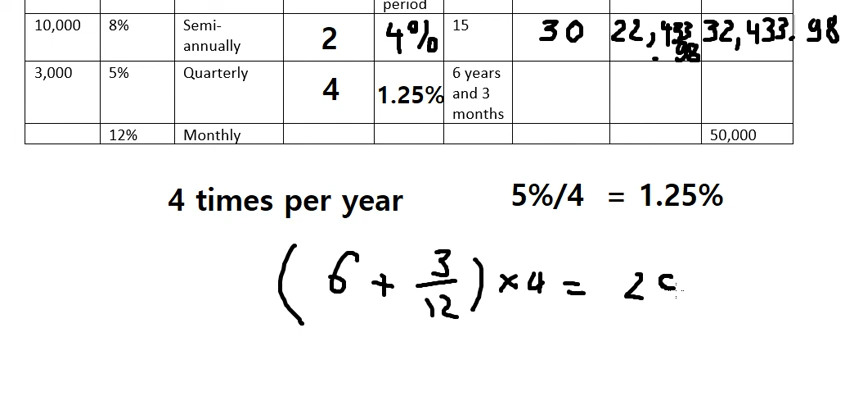 period
10,000 8% Semi-annually 2 4% 15 30 22,433.98 32,433.98
3,000 5% Quarterly 4 1.25% 6 years and 3 months
12% Monthly 50,000
4 times per year 5%/4 = 1.25%
(6 + 3/12) × 4 = 2